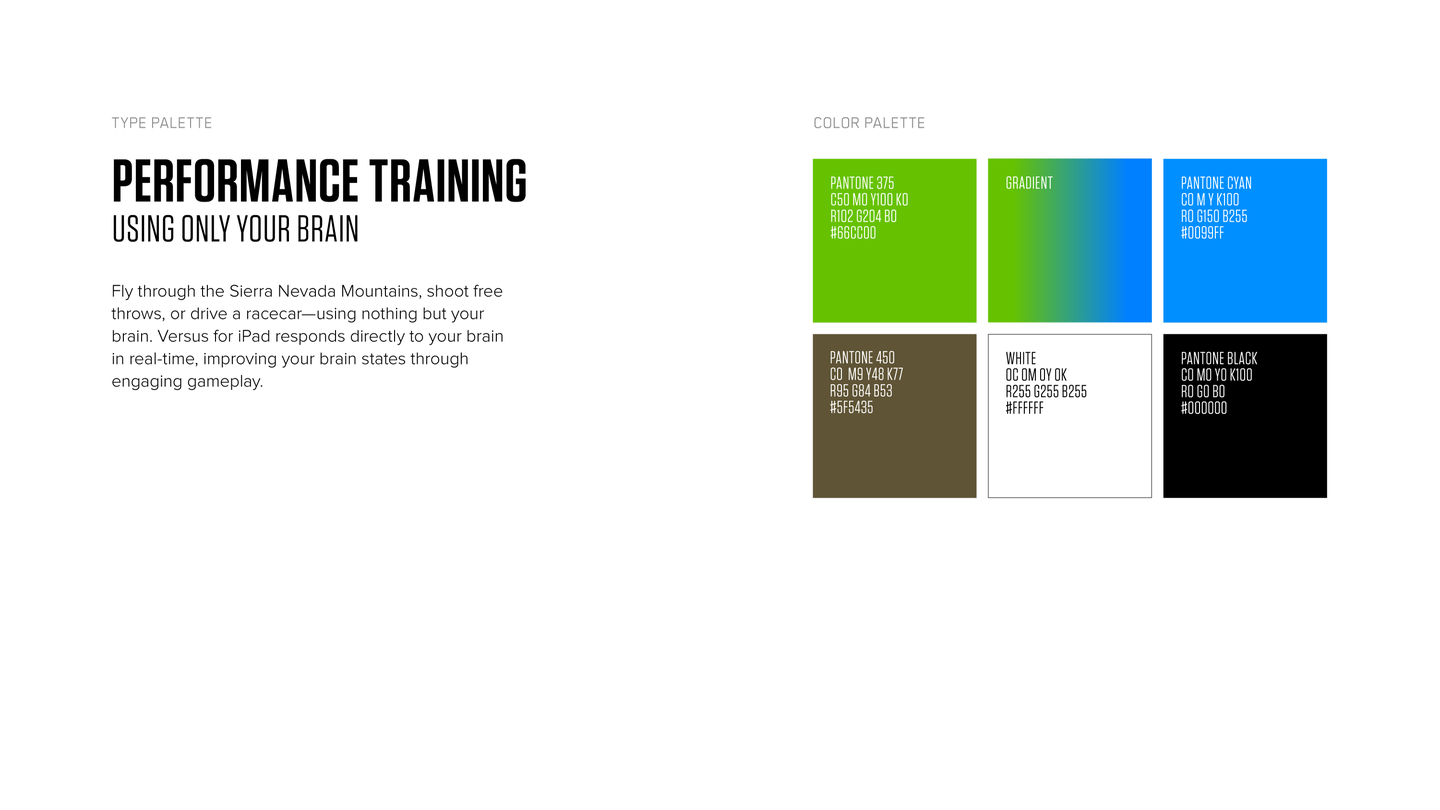 TYPE PALETTE
PERFORMANCE TRAINING
USING ONLY YOUR BRAIN
Fly through the Sierra Nevada Mountains, shoot free
throws, or drive a racecar—using nothing but your
brain. Versus for iPad responds directly to your brain
in real-time, improving your brain states through
engaging gameplay.
COLOR PALETTE
PANTONE 375
C50 M0 Y100 K0
R102 G204 B0
#66CC00
GRADIENT
PANTONE CYAN
C0 M Y K100
R0 G150 B255
#0099FF
PANTONE 450
C0  M9 Y48 K77
R95 G84 B53
#5F5435
WHITE
0C 0M 0Y 0K
R255 G255 B255
#FFFFFF
PANTONE BLACK
C0 M0 Y0 K100
R0 G0 B0
#000000